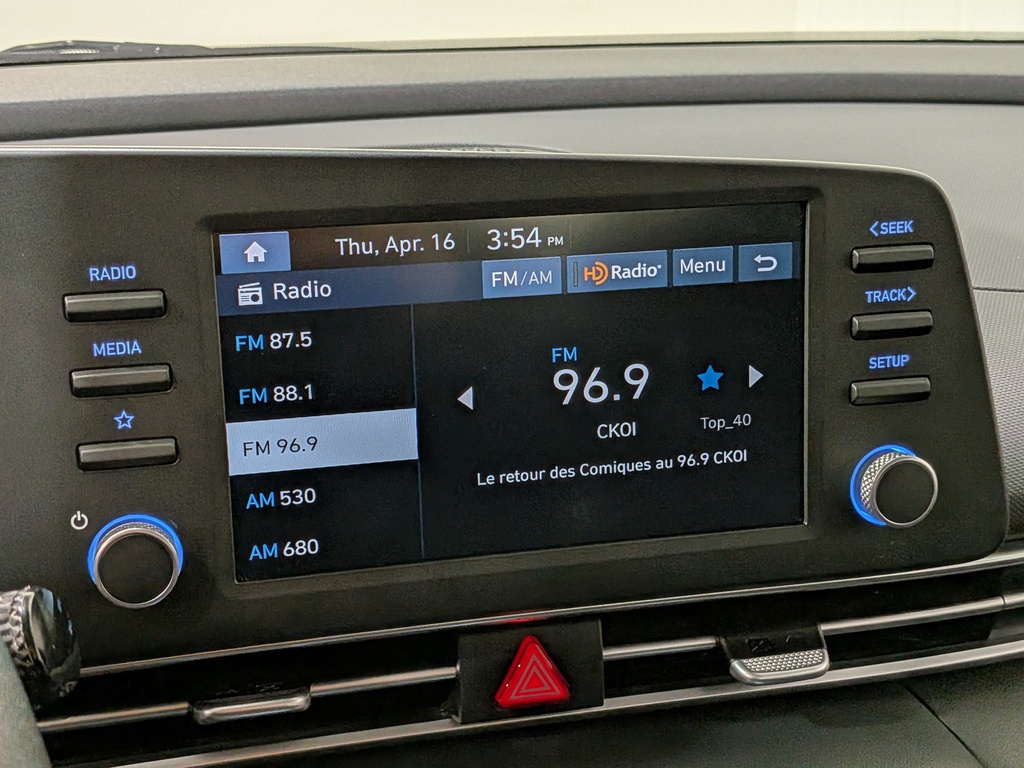 Thu, Apr. 16 3:54 PM
Radio
FM/AM
HD Radio®
Menu
FM 87.5
FM 88.1
FM 96.9
AM 530
AM 680
FM
96.9
CKOI
Top_40
Le retour des Comiques au 96.9 CKOI
RADIO
MEDIA
<SEEK
TRACK>
SETUP